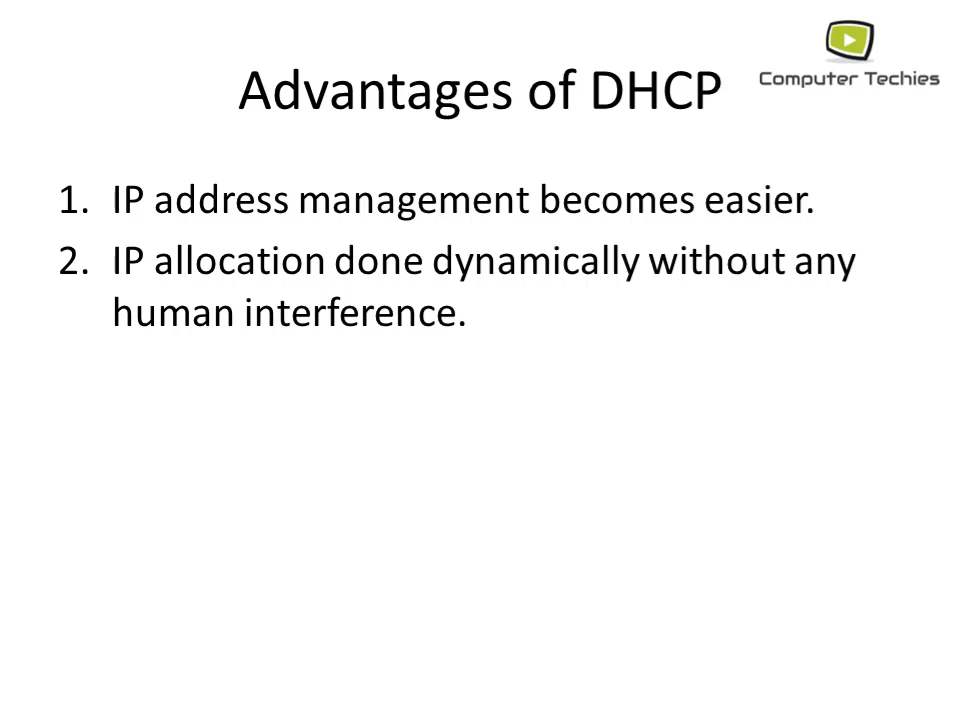 Computer Techies
Advantages of DHCP
1. IP address management becomes easier.
2. IP allocation done dynamically without any
human interference.